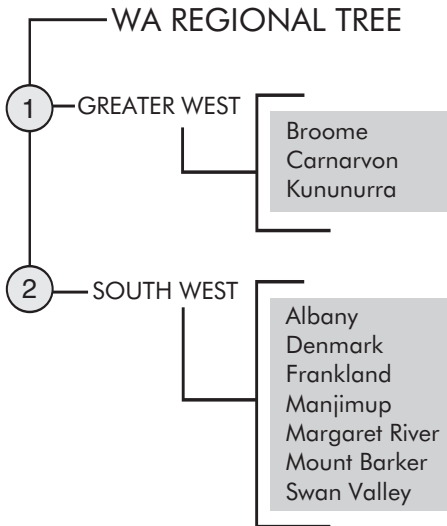 WA REGIONAL TREE
1
GREATER WEST
Broome
Carnarvon
Kununurra
2
SOUTH WEST
Albany
Denmark
Frankland
Manjimup
Margaret River
Mount Barker
Swan Valley